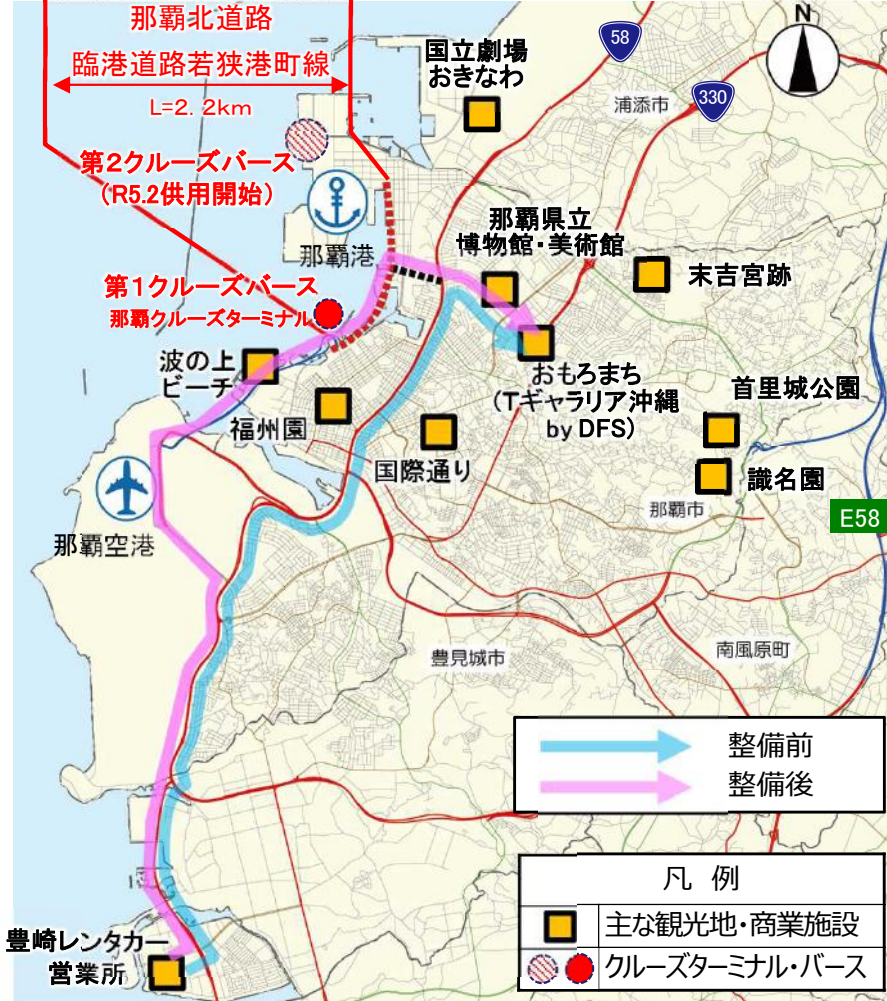 那覇北道路
臨港道路若狭港町線
L=2. 2km
国立劇場
おきなわ
58
N
浦添市
330
第2クルーズバース
(R5.2供用開始)
那覇県立
博物館・美術館
那覇港
末吉宮跡
第1クルーズバース
那覇クルーズターミナル
波の上
ビーチ
おもろまち
(Tギャラリア沖縄
by DFS)
首里城公園
福州園
国際通り
識名園
那覇市
E58
那覇空港
豊見城市
南風原町
整備前
整備後
凡 例
主な観光地・商業施設
クルーズターミナル・バース
豊崎レンタカー
営業所